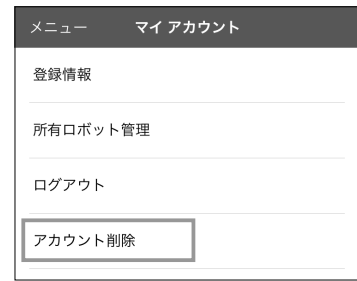 メニュー マイ アカウント
登録情報
所有ロボット管理
ログアウト
アカウント削除